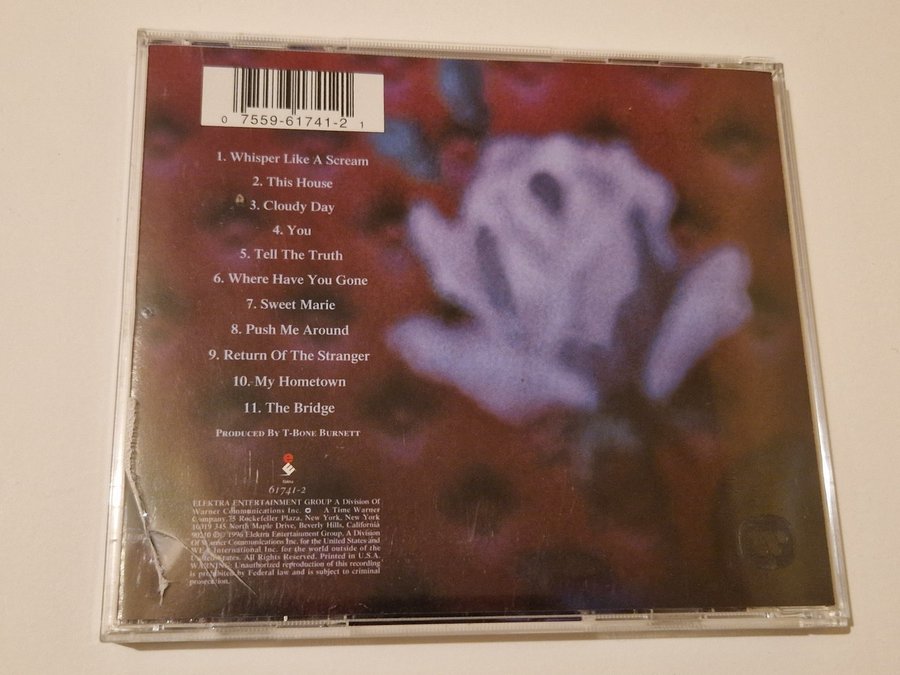 0 7559-61741-2 1
1. Whisper Like A Scream
2. This House
3. Cloudy Day
4. You
5. Tell The Truth
6. Where Have You Gone
7. Sweet Marie
8. Push Me Around
9. Return Of The Stranger
10. My Hometown
11. The Bridge
PRODUCED BY T-BONE BURNETT
e
E
Elektra
61741-2
ELEKTRA ENTERTAINMENT GROUP A Division Of
Warner Communications Inc. A Time Warner
Company. 75 Rockefeller Plaza, New York, New York
10019 345 North Maple Drive, Beverly Hills, California
90210 ℗© 1996 Elektra Entertainment Group, A Division
Of Warner Communications Inc. for the United States and
WEA International Inc. for the world outside of the
United States. All Rights Reserved. Printed in U.S.A.
WARNING: Unauthorized reproduction of this recording
is prohibited by Federal law and is subject to criminal
prosecution.